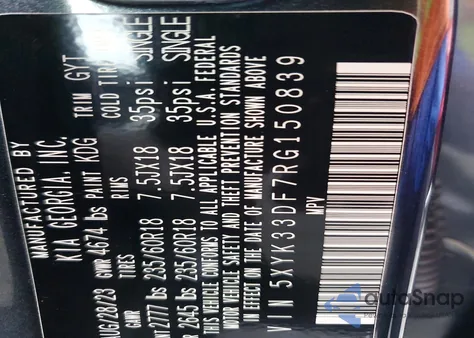 MANUFACTURED BY
KIA GEORGIA, INC.
AUG/28/23 GVWR 4674 lbs PAINT KDG TRIM GYT
GAWR TIRES RIMS COLD TIRE
2777 lbs 235/60R18 7.5JX18 35psi SINGLE
2645 lbs 235/60R18 7.5JX18 35psi SINGLE
THIS VEHICLE CONFORMS TO ALL APPLICABLE U.S.A. FEDERAL
MOTOR VEHICLE SAFETY AND THEFT PREVENTION STANDARDS
IN EFFECT ON THE DATE OF MANUFACTURE SHOWN ABOVE
VIN 5XYK33DF7RG150839
MPV
autoSnap